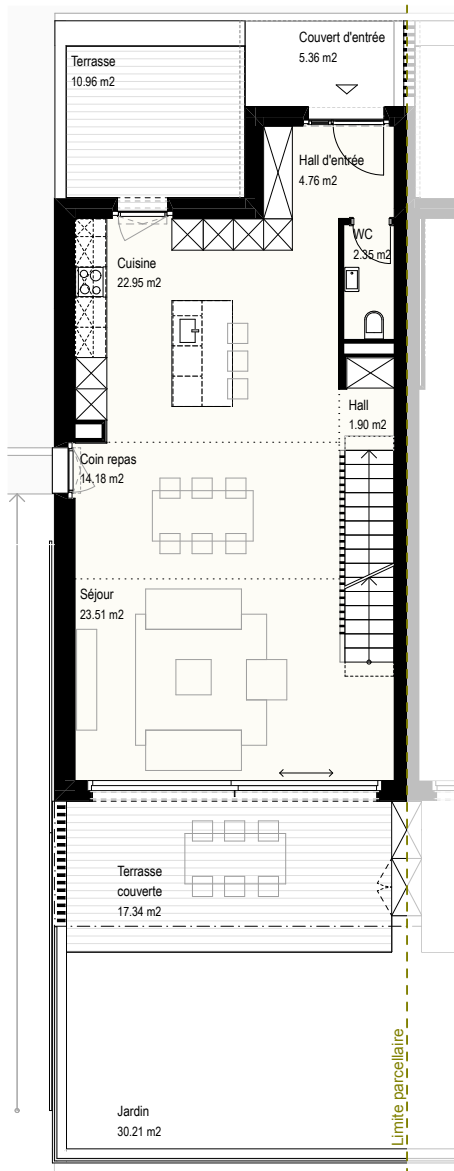 Couvert d'entrée
5.36 m2
Terrasse
10.96 m2
Hall d'entrée
4.76 m2
WC
2.35 m2
Cuisine
22.95 m2
Hall
1.90 m2
Coin repas
14.18 m2
Séjour
23.51 m2
Terrasse
couverte
17.34 m2
Limite parcellaire
Jardin
30.21 m2